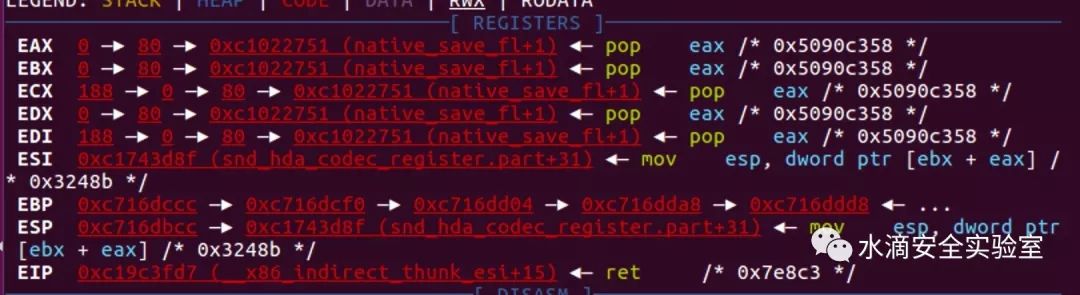 LEGEND: STACK | HEAP | CODE | DATA | RWX | RODATA
[ REGISTERS ]
EAX 0 —▸ 80 —▸ 0xc1022751 (native_save_fl+1) ◂— pop eax /* 0x5090c358 */
EBX 0 —▸ 80 —▸ 0xc1022751 (native_save_fl+1) ◂— pop eax /* 0x5090c358 */
ECX 188 —▸ 0 —▸ 80 —▸ 0xc1022751 (native_save_fl+1) ◂— pop eax /* 0x5090c358 */
EDX 0 —▸ 80 —▸ 0xc1022751 (native_save_fl+1) ◂— pop eax /* 0x5090c358 */
EDI 188 —▸ 0 —▸ 80 —▸ 0xc1022751 (native_save_fl+1) ◂— pop eax /* 0x5090c358 */
ESI 0xc1743d8f (snd_hda_codec_register.part+31) ◂— mov esp, dword ptr [ebx + eax] /
* 0x3248b */
EBP 0xc716dccc —▸ 0xc716dcf0 —▸ 0xc716dd04 —▸ 0xc716dda8 —▸ 0xc716ddd8 ◂— ...
ESP 0xc716dbcc —▸ 0xc1743d8f (snd_hda_codec_register.part+31) ◂— mov esp, dword ptr
[ebx + eax] /* 0x3248b */
水滴安全实验室
EIP 0xc19c3fd7 (__x86_indirect_thunk_esi+15) ◂— ret /* 0x7e8c3 */
[ DISASM ]